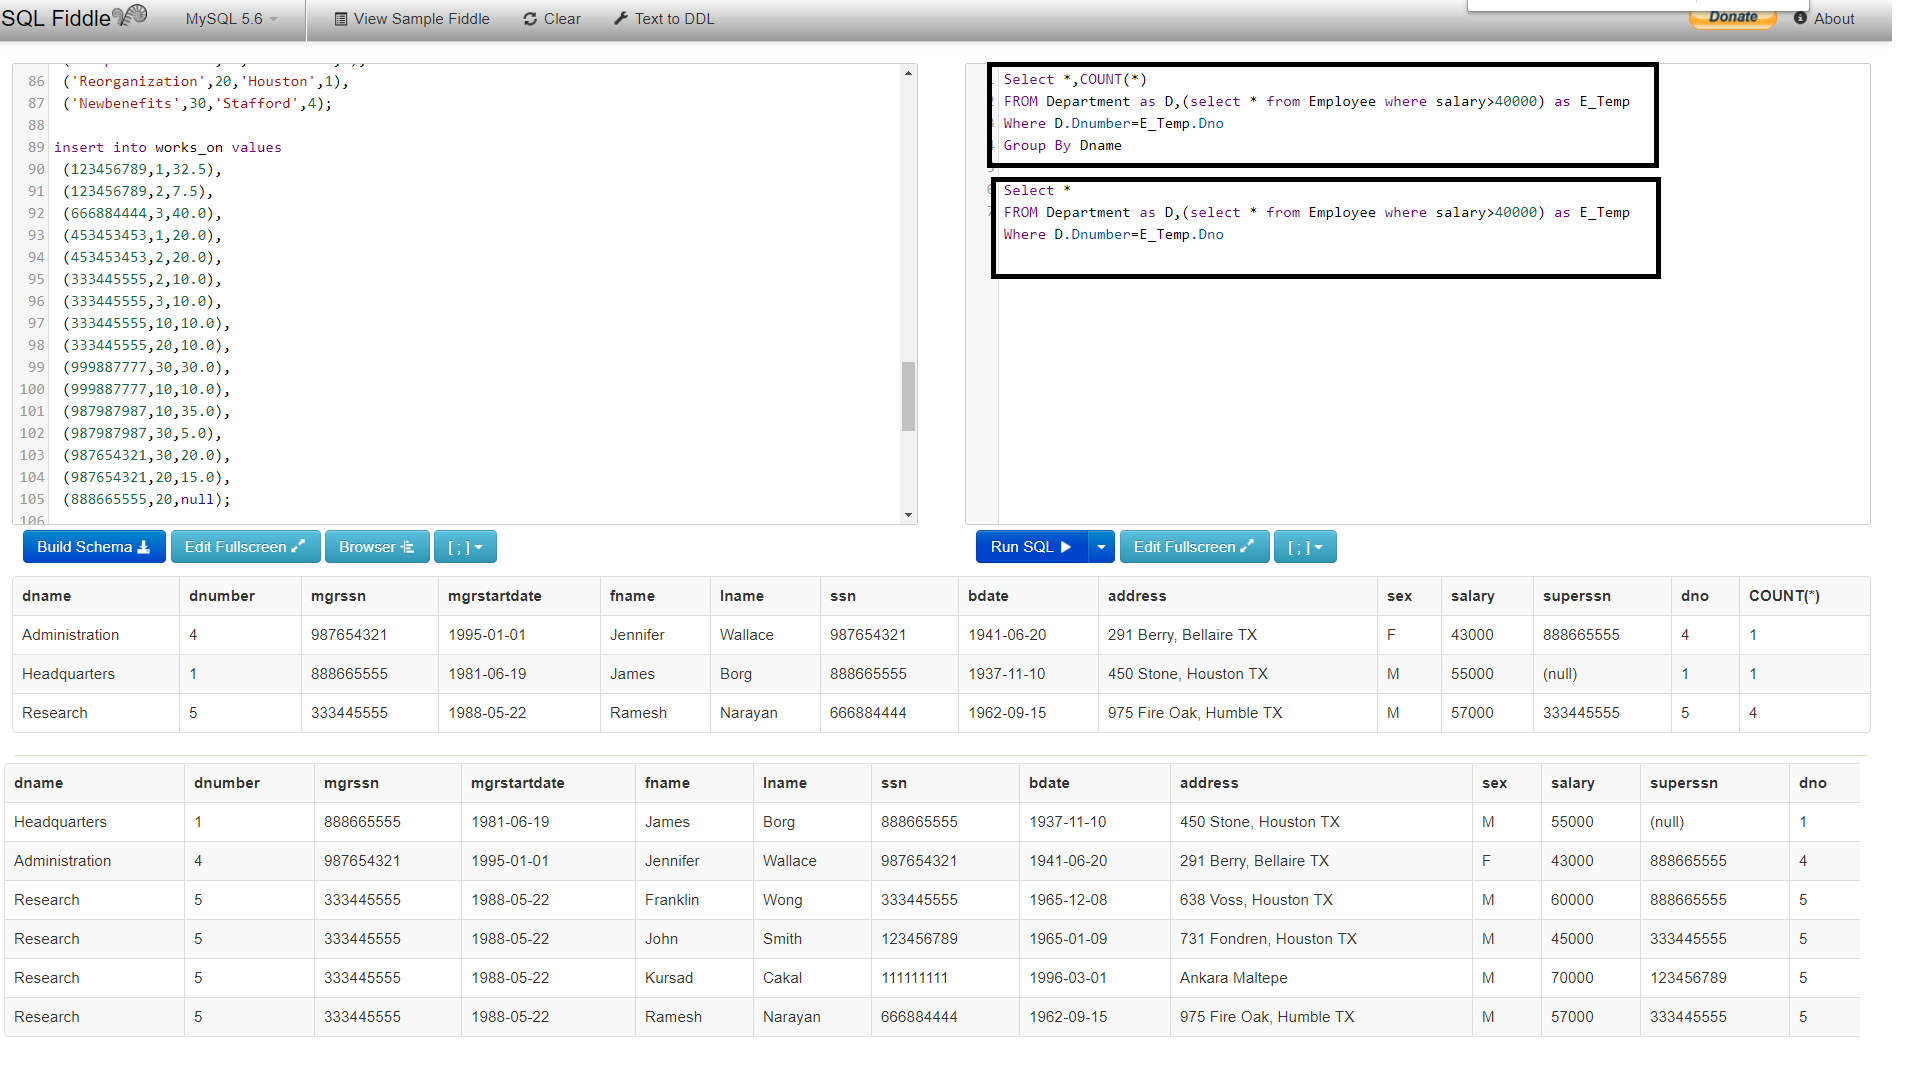 SQL Fiddle
MySQL 5.6
View Sample Fiddle
Clear
Text to DDL
Donate
About
86 ('Reorganization',20,'Houston',1),
87 ('Newbenefits',30,'Stafford',4);
88
89 insert into works_on values
90 (123456789,1,32.5),
91 (123456789,2,7.5),
92 (666884444,3,40.0),
93 (453453453,1,20.0),
94 (453453453,2,20.0),
95 (333445555,2,10.0),
96 (333445555,3,10.0),
97 (333445555,10,10.0),
98 (333445555,20,10.0),
99 (999887777,30,30.0),
100 (999887777,10,10.0),
101 (987987987,10,35.0),
102 (987987987,30,5.0),
103 (987654321,30,20.0),
104 (987654321,20,15.0),
105 (888665555,20,null);
106
Select *,COUNT(*)
FROM Department as D,(select * from Employee where salary>40000) as E_Temp
Where D.Dnumber=E_Temp.Dno
Group By Dname
Select *
FROM Department as D,(select * from Employee where salary>40000) as E_Temp
Where D.Dnumber=E_Temp.Dno
Build Schema
Edit Fullscreen
Browser
[ ; ]
Run SQL
Edit Fullscreen
[ ; ]
dname dnumber mgrssn mgrstartdate fname lname ssn bdate address sex salary superssn dno COUNT(*)
Administration 4 987654321 1995-01-01 Jennifer Wallace 987654321 1941-06-20 291 Berry, Bellaire TX F 43000 888665555 4 1
Headquarters 1 888665555 1981-06-19 James Borg 888665555 1937-11-10 450 Stone, Houston TX M 55000 (null) 1 1
Research 5 333445555 1988-05-22 Ramesh Narayan 666884444 1962-09-15 975 Fire Oak, Humble TX M 57000 333445555 5 4
dname dnumber mgrssn mgrstartdate fname lname ssn bdate address sex salary superssn dno
Headquarters 1 888665555 1981-06-19 James Borg 888665555 1937-11-10 450 Stone, Houston TX M 55000 (null) 1
Administration 4 987654321 1995-01-01 Jennifer Wallace 987654321 1941-06-20 291 Berry, Bellaire TX F 43000 888665555 4
Research 5 333445555 1988-05-22 Franklin Wong 333445555 1965-12-08 638 Voss, Houston TX M 60000 888665555 5
Research 5 333445555 1988-05-22 John Smith 123456789 1965-01-09 731 Fondren, Houston TX M 45000 333445555 5
Research 5 333445555 1988-05-22 Kursad Cakal 111111111 1996-03-01 Ankara Maltepe M 70000 123456789 5
Research 5 333445555 1988-05-22 Ramesh Narayan 666884444 1962-09-15 975 Fire Oak, Humble TX M 57000 333445555 5